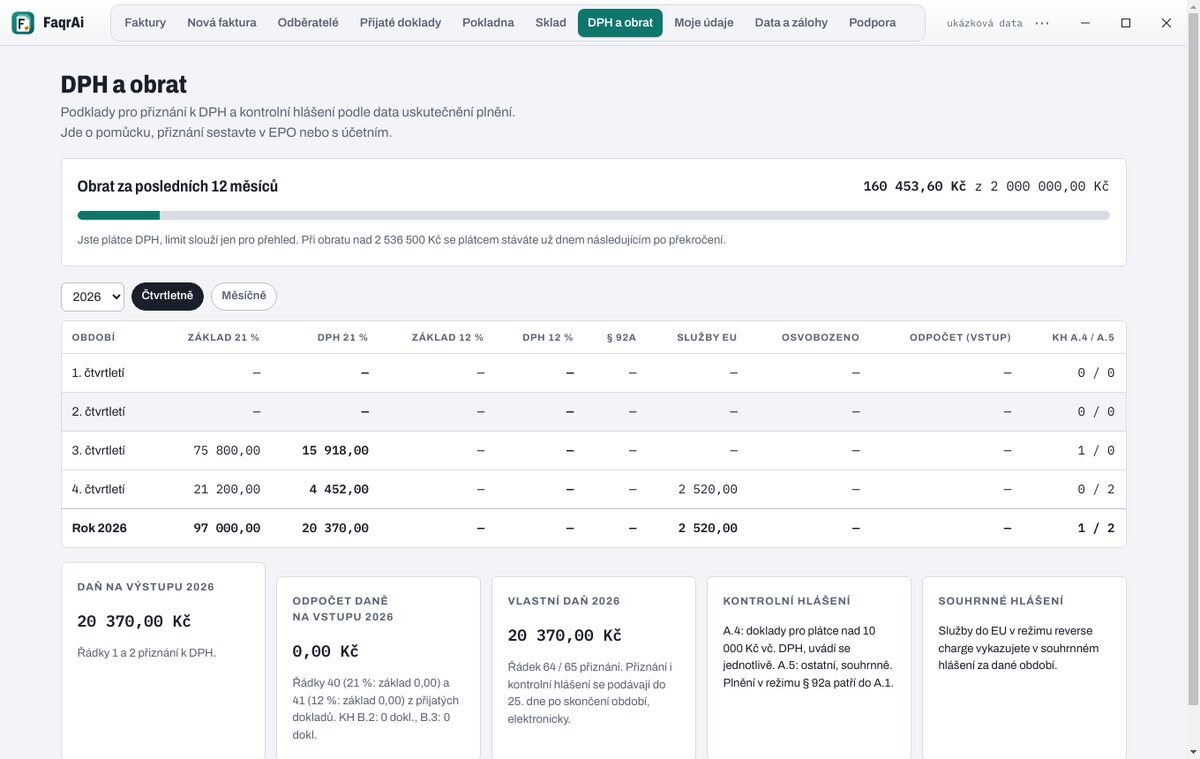 FaqrAi Faktury Nová faktura Odběratelé Přijaté doklady Pokladna Sklad DPH a obrat Moje údaje Data a zálohy Podpora ukázková data ···
DPH a obrat
Podklady pro přiznání k DPH a kontrolní hlášení podle data uskutečnění plnění.
Jde o pomůcku, přiznání sestavte v EPO nebo s účetním.
Obrat za posledních 12 měsíců 160 453,60 Kč z 2 000 000,00 Kč
Jste plátce DPH, limit slouží jen pro přehled. Při obratu nad 2 536 500 Kč se plátcem stáváte už dnem následujícím po překročení.
2026 Čtvrtletně Měsíčně
OBDOBÍ ZÁKLAD 21 % DPH 21 % ZÁKLAD 12 % DPH 12 % § 92A SLUŽBY EU OSVOBOZENO ODPOČET (VSTUP) KH A.4 / A.5
1. čtvrtletí – – – – – – – – 0 / 0
2. čtvrtletí – – – – – – – – 0 / 0
3. čtvrtletí 75 800,00 15 918,00 – – – – – – 1 / 0
4. čtvrtletí 21 200,00 4 452,00 – – – 2 520,00 – – 0 / 2
Rok 2026 97 000,00 20 370,00 – – – 2 520,00 – – 1 / 2
DAŇ NA VÝSTUPU 2026
20 370,00 Kč
Řádky 1 a 2 přiznání k DPH.
ODPOČET DANĚ
NA VSTUPU 2026
0,00 Kč
Řádky 40 (21 %: základ 0,00) a
41 (12 %: základ 0,00) z přijatých
dokladů. KH B.2: 0 dokl., B.3: 0
dokl.
VLASTNÍ DAŇ 2026
20 370,00 Kč
Řádek 64 / 65 přiznání. Přiznání i
kontrolní hlášení se podávají do
25. dne po skončení období,
elektronicky.
KONTROLNÍ HLÁŠENÍ
A.4: doklady pro plátce nad 10
000 Kč vč. DPH, uvádí se
jednotlivě. A.5: ostatní, souhrnně.
Plnění v režimu § 92a patří do A.1.
SOUHRNNÉ HLÁŠENÍ
Služby do EU v režimu reverse
charge vykazujete v souhrnném
hlášení za dané období.